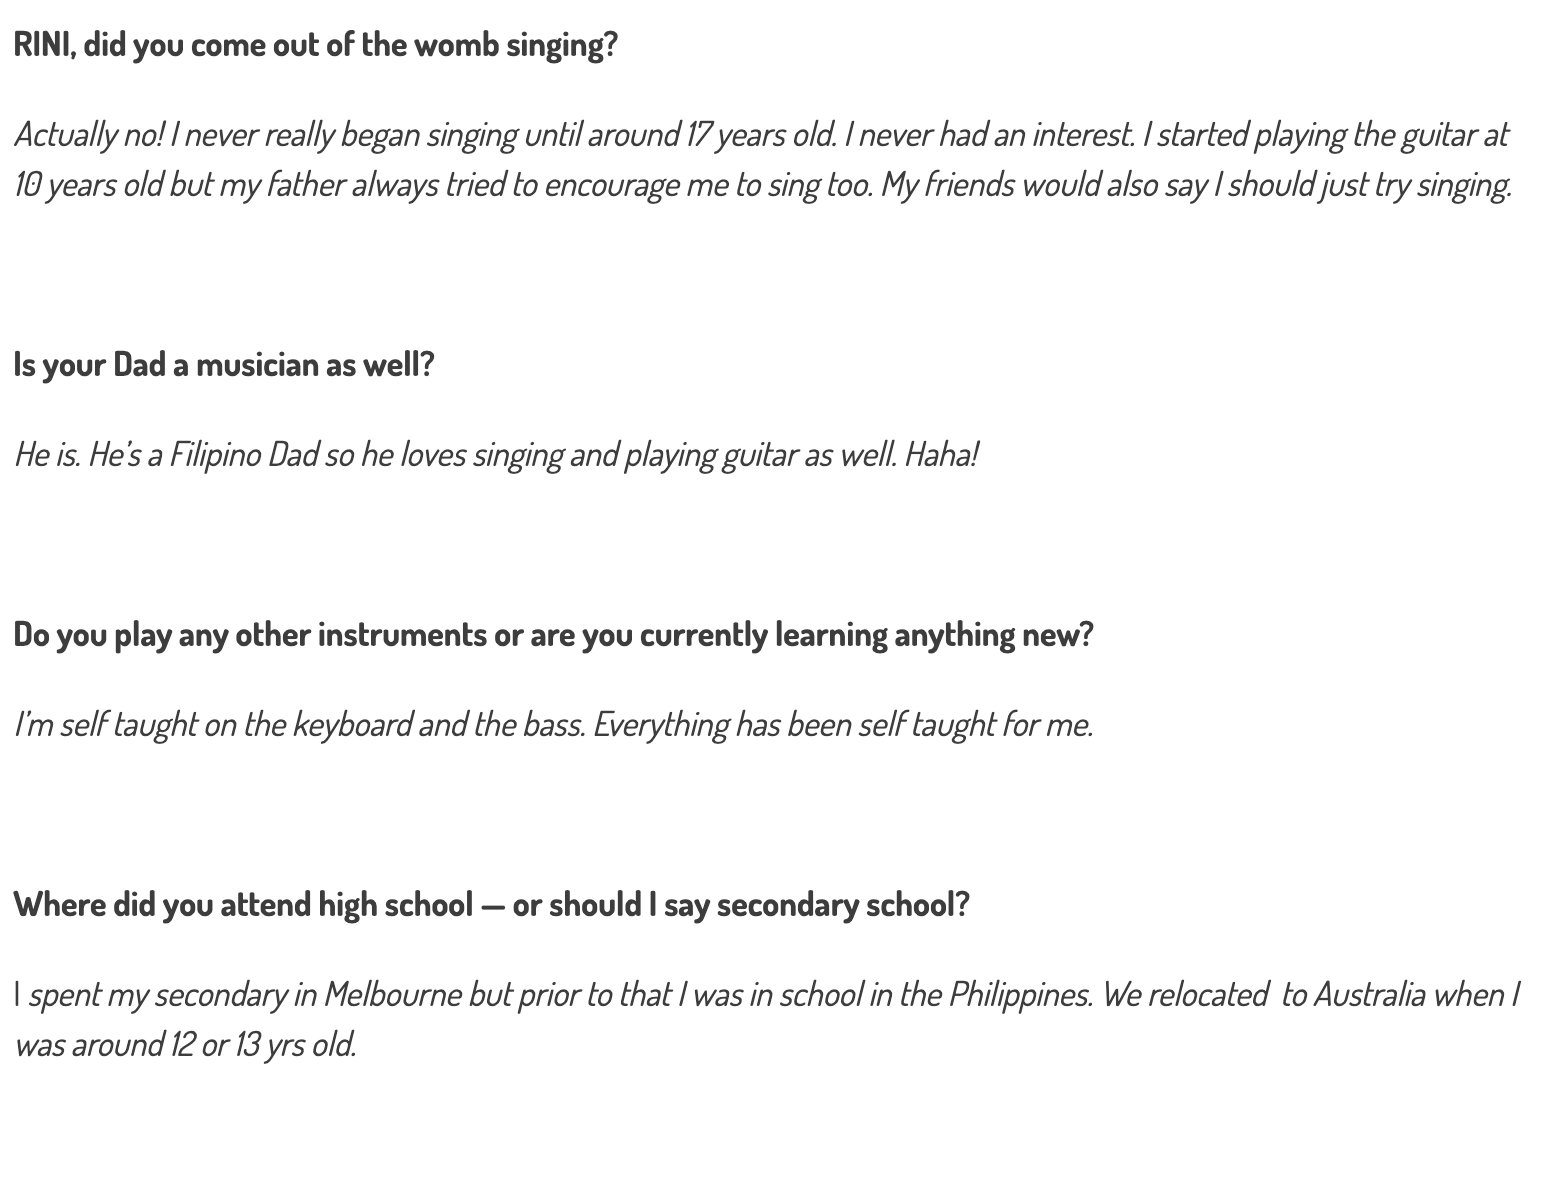 RINI, did you come out of the womb singing?
Actually no! I never really began singing until around 17 years old. I never had an interest. I started playing the guitar at
10 years old but my father always tried to encourage me to sing too. My friends would also say I should just try singing.
Is your Dad a musician as well?
He is. He’s a Filipino Dad so he loves singing and playing guitar as well. Haha!
Do you play any other instruments or are you currently learning anything new?
I’m self taught on the keyboard and the bass. Everything has been self taught for me.
Where did you attend high school — or should I say secondary school?
I spent my secondary in Melbourne but prior to that I was in school in the Philippines. We relocated  to Australia when I
was around 12 or 13 yrs old.